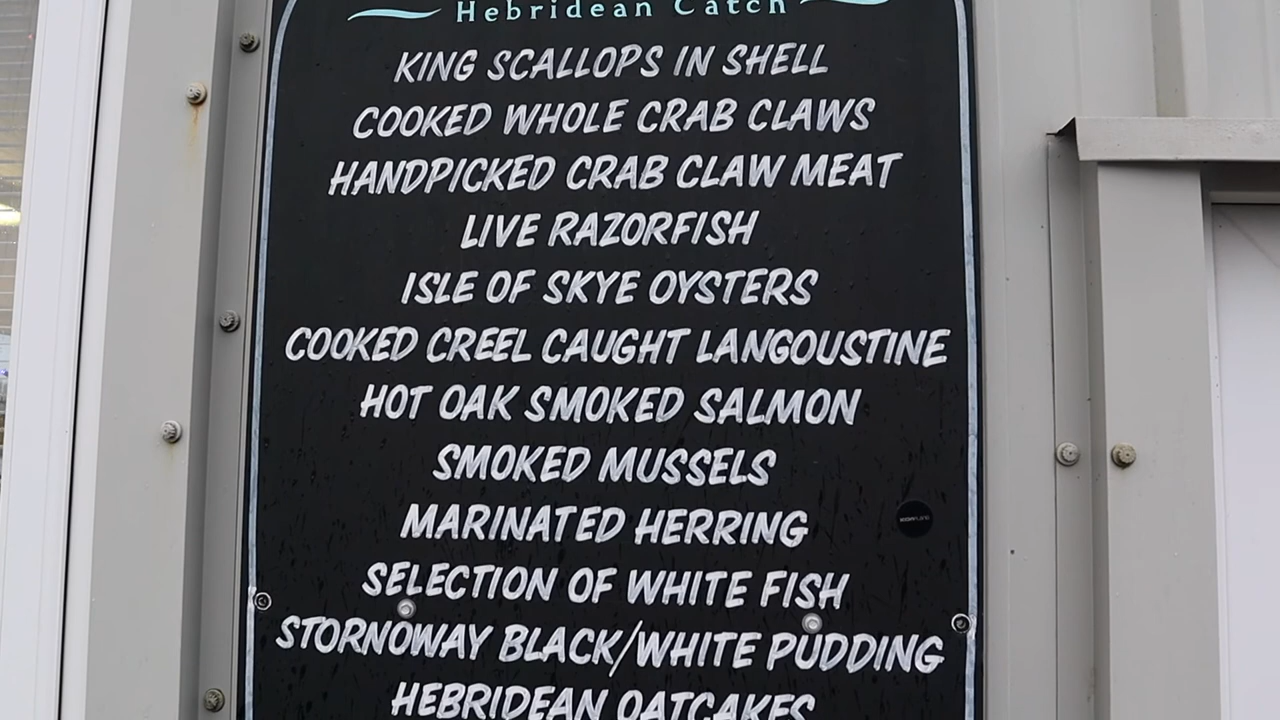 Hebridean Catch
KING SCALLOPS IN SHELL
COOKED WHOLE CRAB CLAWS
HANDPICKED CRAB CLAW MEAT
LIVE RAZORFISH
ISLE OF SKYE OYSTERS
COOKED CREEL CAUGHT LANGOUSTINE
HOT OAK SMOKED SALMON
SMOKED MUSSELS
MARINATED HERRING
SELECTION OF WHITE FISH
STORNOWAY BLACK/WHITE PUDDING
HEBRIDEAN OATCAKES